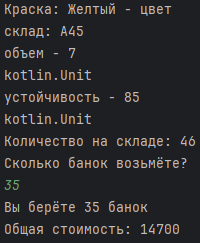 Краска: Желтый - цвет
склад: А45
объем - 7
kotlin.Unit
устойчивость - 85
kotlin.Unit
Количество на складе: 46
Сколько банок возьмёте?
35
Вы берёте 35 банок
Общая стоимость: 14700